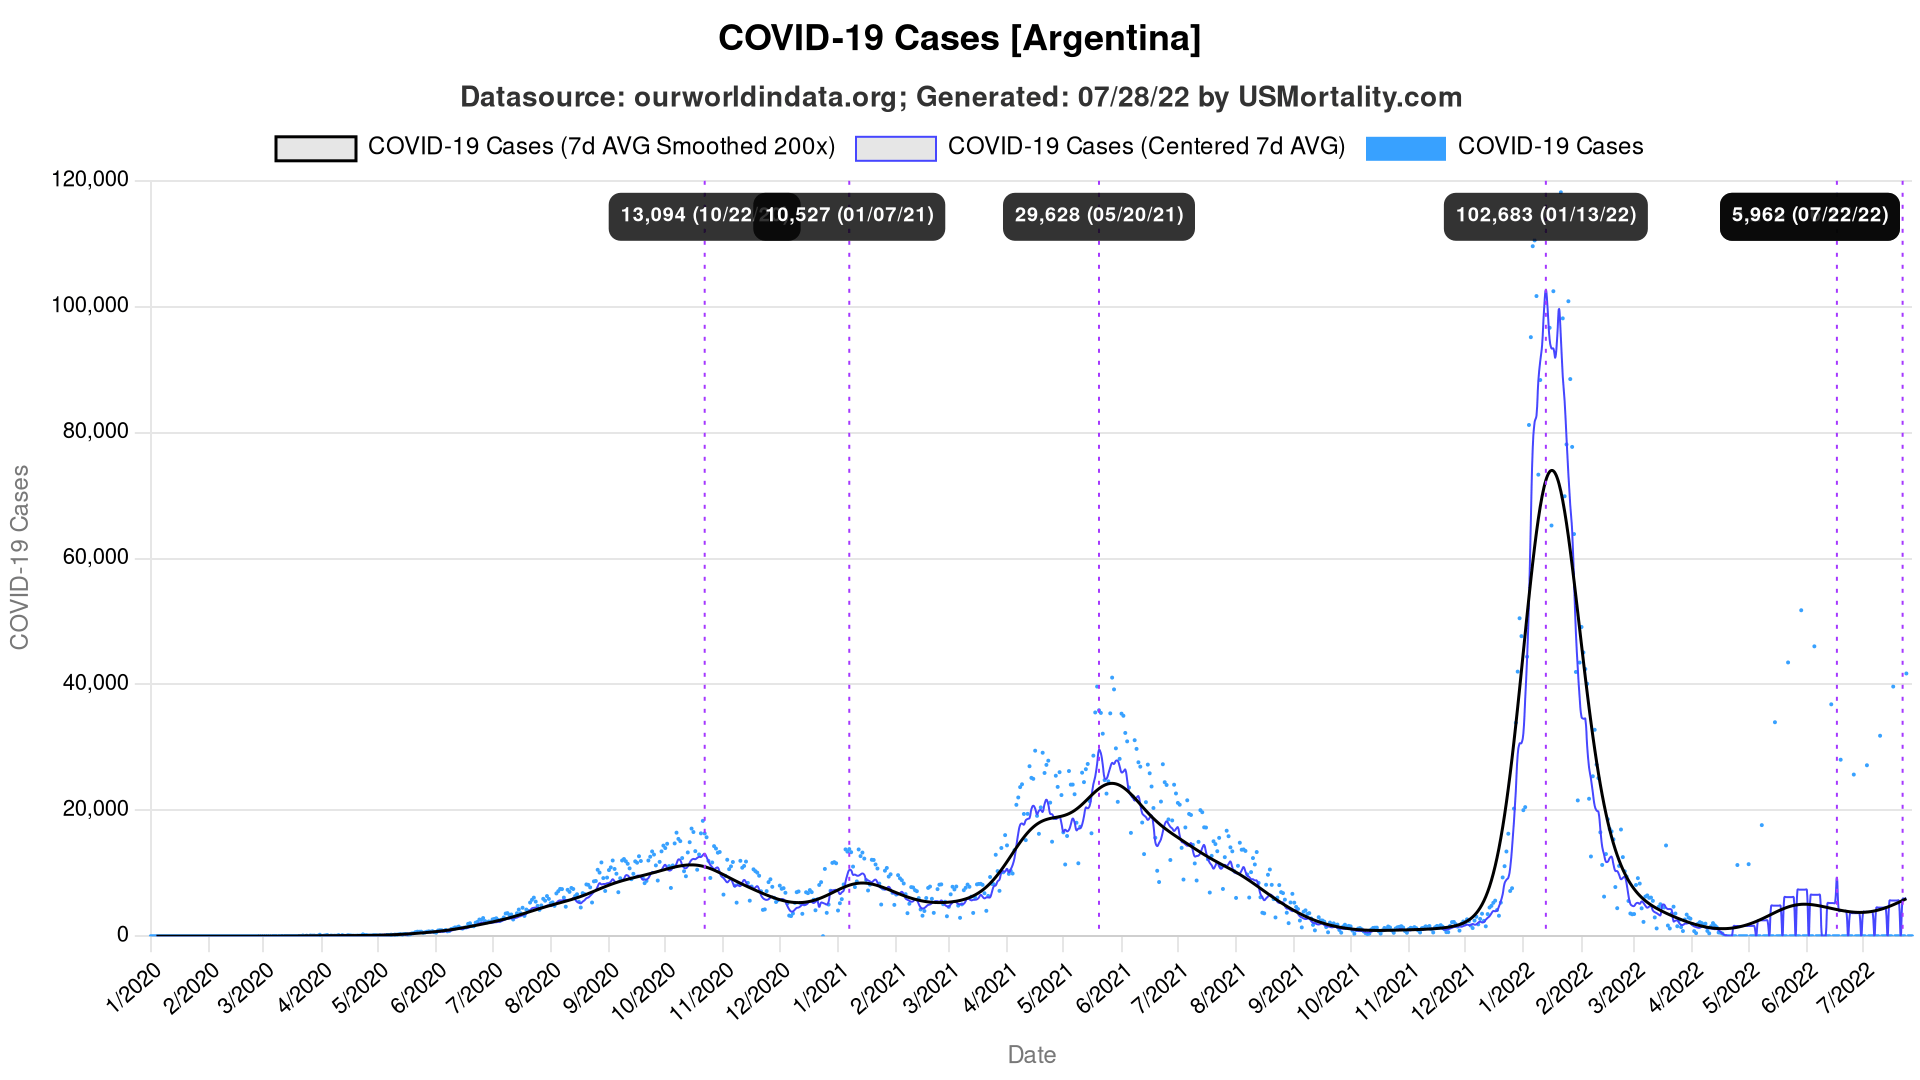 COVID-19 Cases [Argentina]
Datasource: ourworldindata.org; Generated: 07/28/22 by USMortality.com
COVID-19 Cases (7d AVG Smoothed 200x) COVID-19 Cases (Centered 7d AVG) COVID-19 Cases
120,000
13,094 (10/22/ 10,527 (01/07/21) 29,628 (05/20/21) 102,683 (01/13/22) 5,962 (07/22/22)
100,000
80,000
60,000
40,000
20,000
0
COVID-19 Cases
1/2020 2/2020 3/2020 4/2020 5/2020 6/2020 7/2020 8/2020 9/2020 10/2020 11/2020 12/2020 1/2021 2/2021 3/2021 4/2021 5/2021 6/2021 7/2021 8/2021 9/2021 10/2021 11/2021 12/2021 1/2022 2/2022 3/2022 4/2022 5/2022 6/2022 7/2022
Date